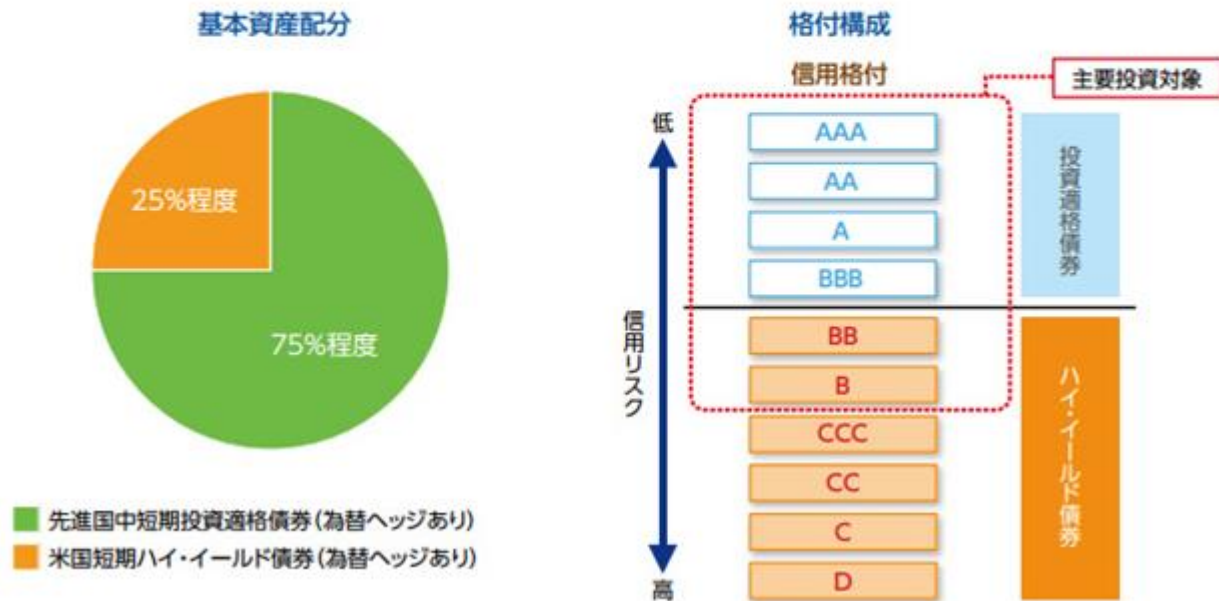 基本資産配分
25%程度
75%程度
先進国中短期投資適格債券(為替ヘッジあり)
米国短期ハイ・イールド債券(為替ヘッジあり)
格付構成
信用格付
主要投資対象
低
信用リスク
高
AAA
AA
A
BBB
BB
B
CCC
CC
C
D
投資適格債券
ハイ・イールド債券